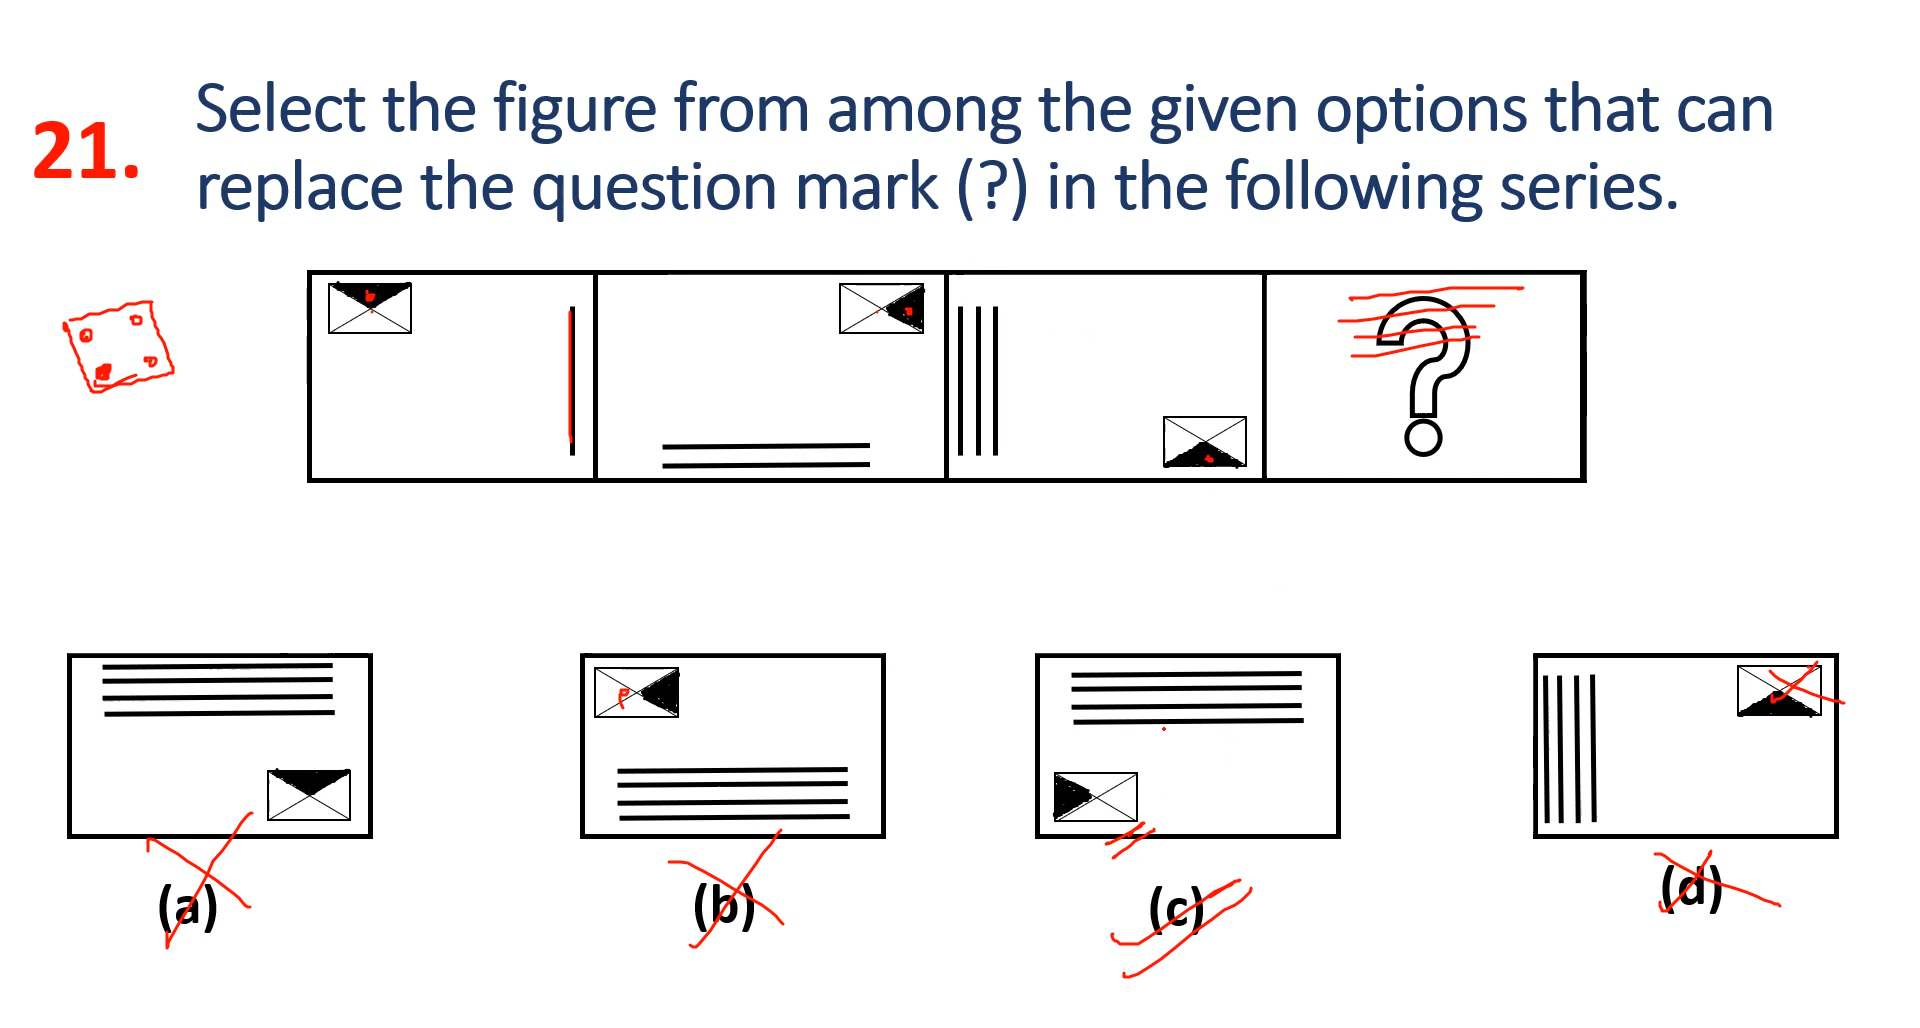 21. Select the figure from among the given options that can
replace the question mark (?) in the following series.
?
(a) (b) (c) (d)